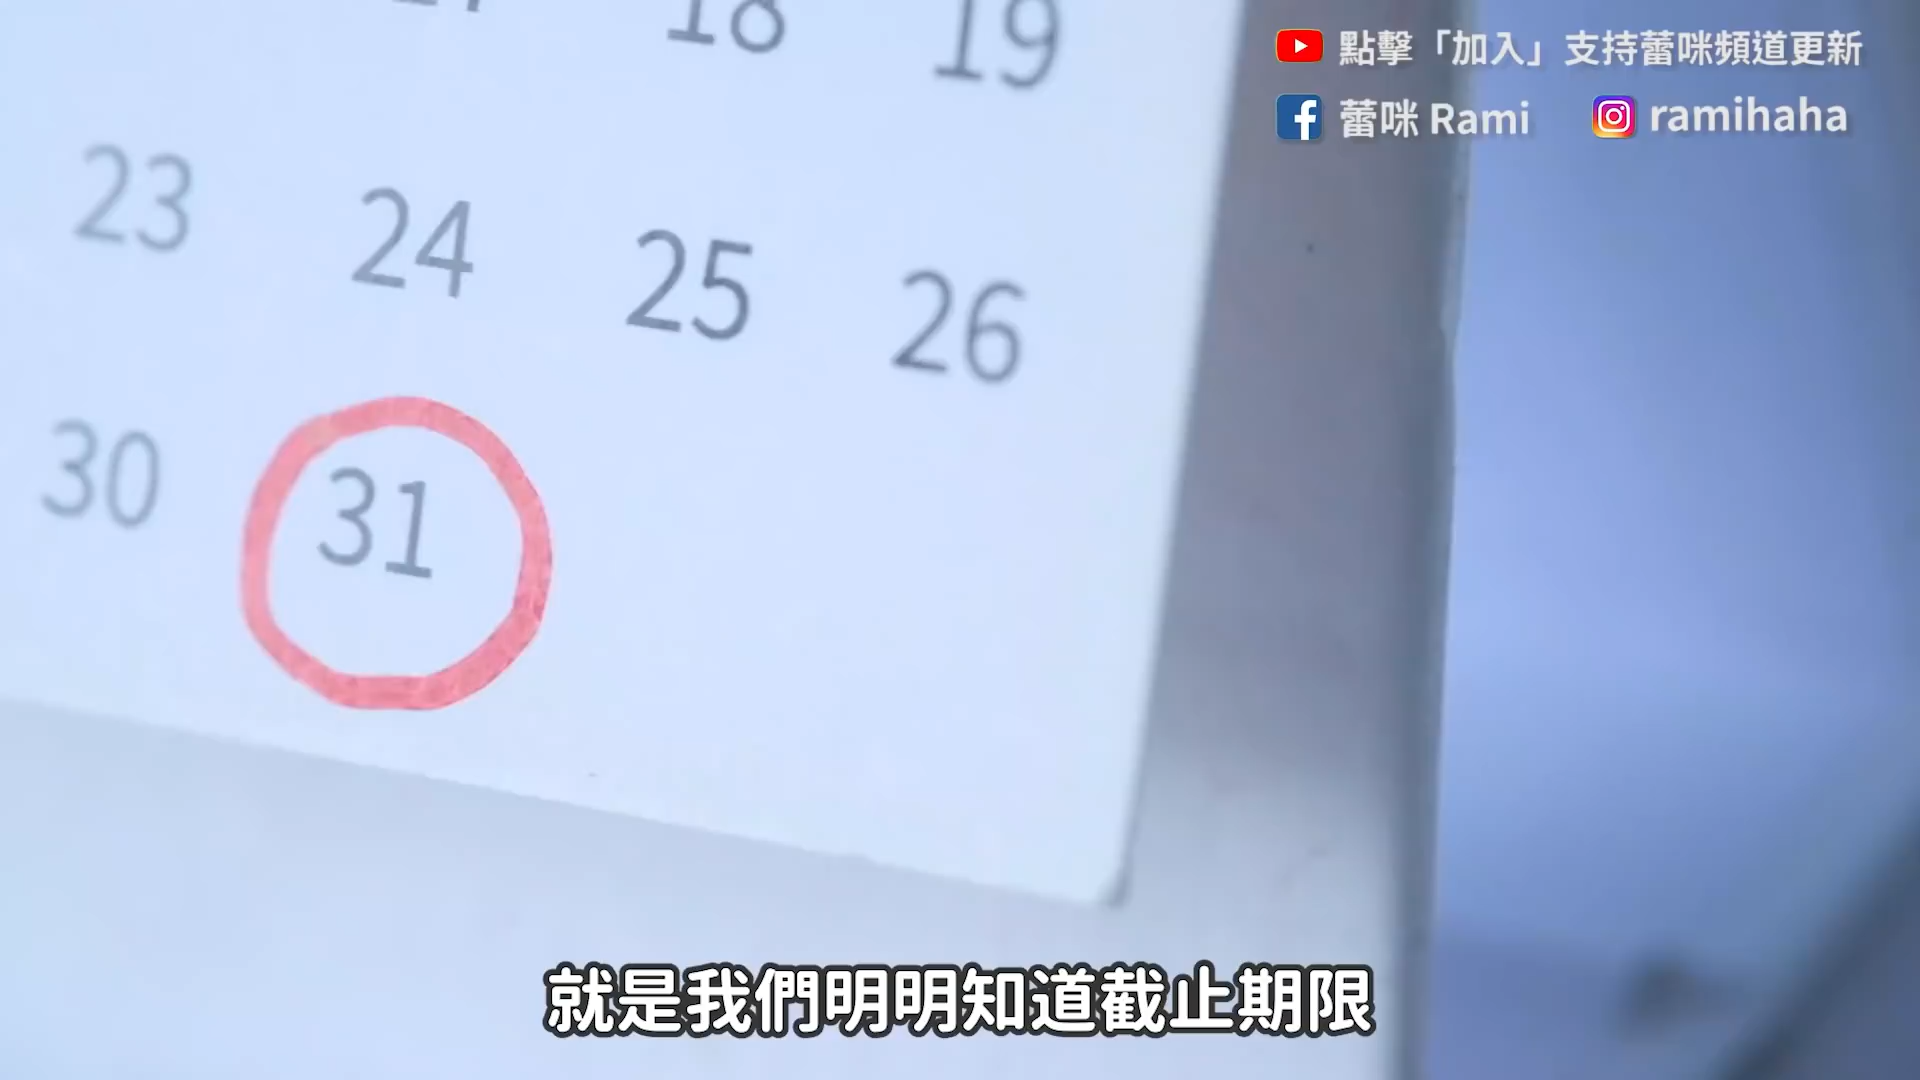 18 19
點擊「加入」支持蕾咪頻道更新
蕾咪 Rami ramihaha
23 24 25 26
30 31
就是我們明明知道截止期限